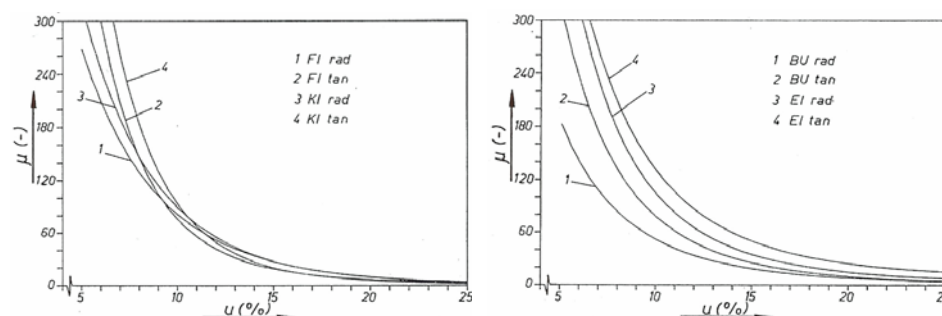 300
240
180
120
60
0
μ (-)
1 FI rad
2 FI tan
3 KI rad
4 KI tan
4
3
2
1
5
10
15
20
25
u (%)
300
240
180
120
60
0
μ (-)
1 BU rad
2 BU tan
3 EI rad
4 EI tan
4
2
3
1
5
10
15
20
25
u (%)